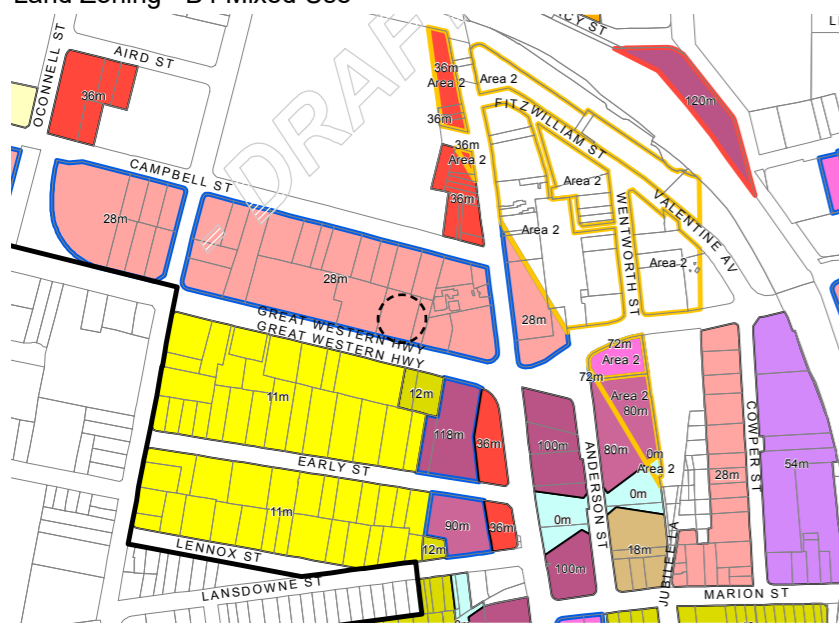 Land Zoning - B4 Mixed Use
DRAF
OCONNELL ST
AIRD ST
36m
CAMPBELL ST
28m
28m
36m
Area 2
36m
36m
Area 2
36m
Area 2
FITZWILLIAM ST
Area 2
Area 2
WENTWORTH ST
VALENTINE AV
Area 2
CY ST
120m
28m
GREAT WESTERN HWY
GREAT WESTERN HWY
11m
12m
118m
36m
EARLY ST
11m
12m
90m
36m
LENNOX ST
LANSDOWNE ST
72m
Area 2
72m
Area 2
80m
80m
0m
Area 2
100m
ANDERSON ST
0m
0m
100m
18m
JUBILEE LA
28m
COWPER ST
54m
MARION ST